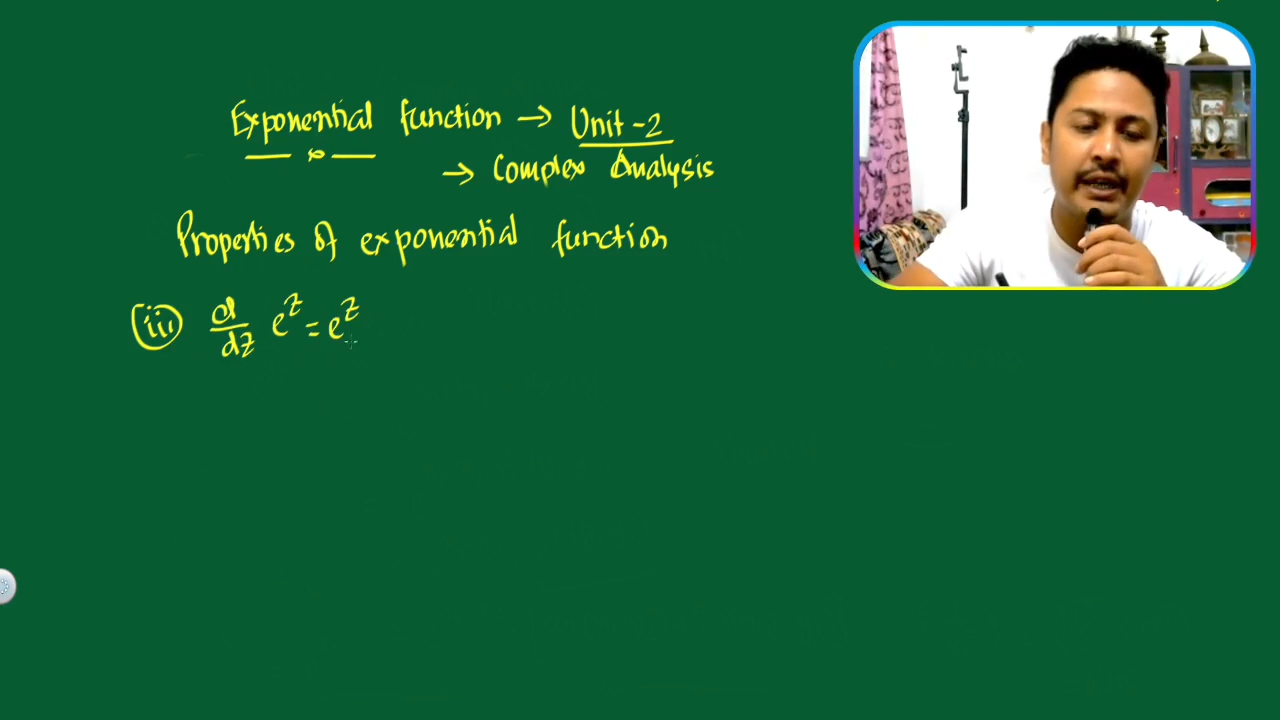 Exponential function → Unit-2
→ Complex Analysis
Properties of exponential function
(iii) d/dz e^z = e^z